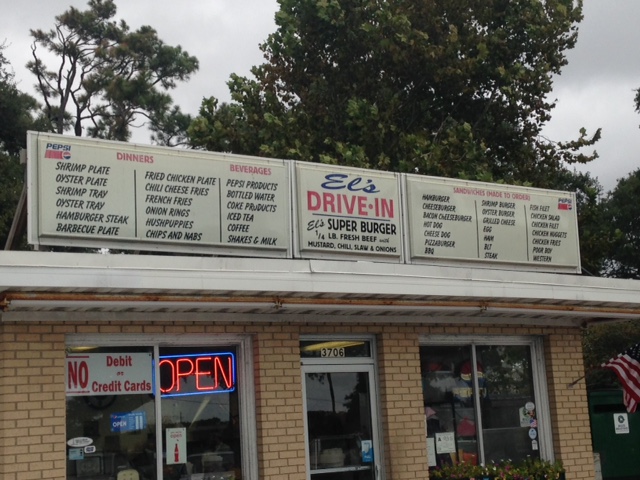 PEPSI
DINNERS
SHRIMP PLATE
OYSTER PLATE
SHRIMP TRAY
OYSTER TRAY
HAMBURGER STEAK
BARBECUE PLATE
FRIED CHICKEN PLATE
CHILI CHEESE FRIES
FRENCH FRIES
ONION RINGS
HUSHPUPPIES
CHIPS AND NABS
BEVERAGES
PEPSI PRODUCTS
BOTTLED WATER
COKE PRODUCTS
ICED TEA
COFFEE
SHAKES & MILK
El's
DRIVE-IN
El's SUPER BURGER
1/4 LB. FRESH BEEF with
MUSTARD, CHILI, SLAW & ONIONS
SANDWICHES (MADE TO ORDER)
HAMBURGER
CHEESEBURGER
BACON CHEESEBURGER
HOT DOG
CHEESE DOG
PIZZABURGER
BBQ
SHRIMP BURGER
OYSTER BURGER
GRILLED CHEESE
EGG
HAM
BLT
STEAK
FISH FILET
CHICKEN SALAD
CHICKEN FILET
CHICKEN NUGGETS
CHICKEN FRIES
POOR BOY
WESTERN
PEPSI
3706
NO Debit
or
Credit Cards
OPEN
OPEN